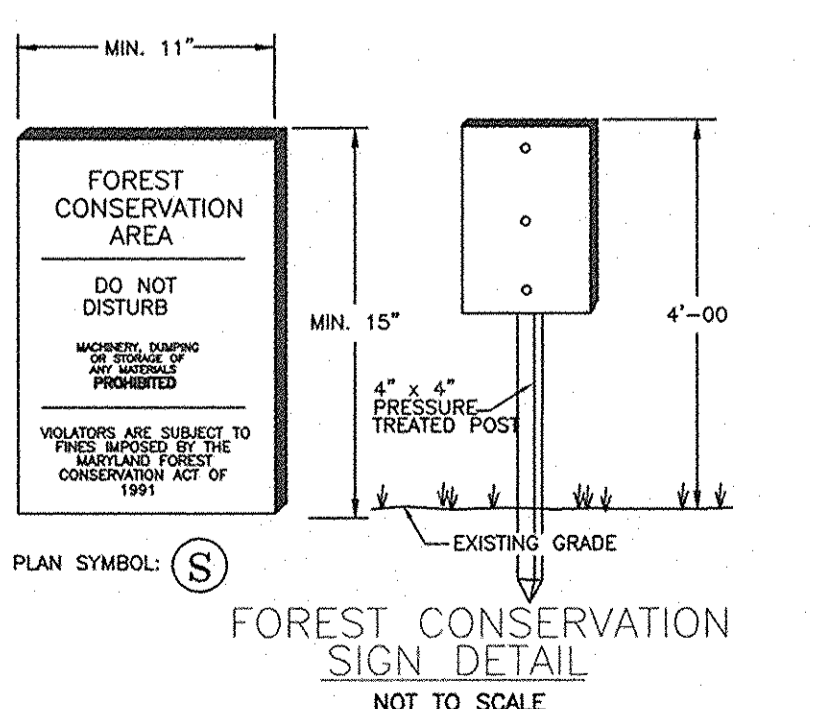 MIN. 11"
FOREST
CONSERVATION
AREA
DO NOT
DISTURB
MACHINERY, DUMPING
OR STORAGE OF
ANY MATERIALS
PROHIBITED
VIOLATORS ARE SUBJECT TO
FINES IMPOSED BY THE
MARYLAND FOREST
CONSERVATION ACT OF
1991
MIN. 15"
4'-00
4" x 4"
PRESSURE
TREATED POST
EXISTING GRADE
PLAN SYMBOL: S
FOREST CONSERVATION
SIGN DETAIL
NOT TO SCALE